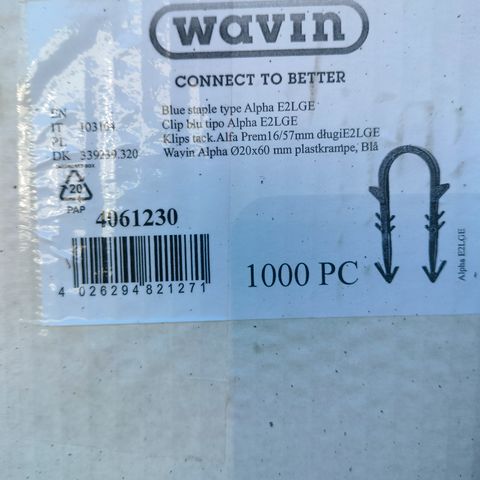 wavin
CONNECT TO BETTER
EN Blue staple type Alpha E2LGE
IT 103164 Clip blu tipo Alpha E2LGE
PL Klips tack.Alfa Prem16/57mm długiE2LGE
DK 339239.320 Wavin Alpha Ø20x60 mm plastkrampe, Blå
20
PAP
4061230
4 026294 821271
1000 PC
Alpha E2LGE